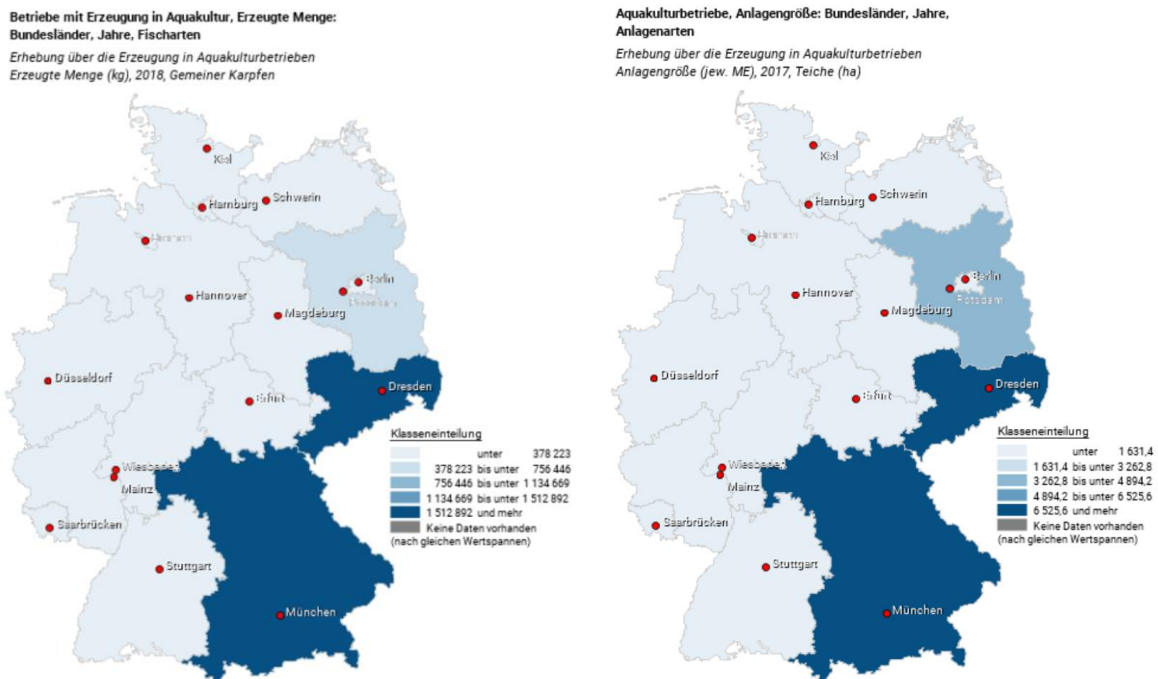 Betriebe mit Erzeugung in Aquakultur, Erzeugte Menge:
Bundesländer, Jahre, Fischarten
Erhebung über die Erzeugung in Aquakulturbetrieben
Erzeugte Menge (kg), 2018, Gemeiner Karpfen
Kiel
Hamburg
Schwerin
Bremen
Berlin
Hannover
Magdeburg
Düsseldorf
Dresden
Erfurt
Wiesbaden
Mainz
Saarbrücken
Stuttgart
München
Klasseneinteilung
unter 378 223
378 223 bis unter 756 446
756 446 bis unter 1 134 669
1 134 669 bis unter 1 512 892
1 512 892 und mehr
Keine Daten vorhanden
(nach gleichen Wertspannen)
Aquakulturbetriebe, Anlagengröße: Bundesländer, Jahre,
Anlagenarten
Erhebung über die Erzeugung in Aquakulturbetrieben
Anlagengröße (jew. ME), 2017, Teiche (ha)
Kiel
Hamburg
Schwerin
Bremen
Berlin
Potsdam
Hannover
Magdeburg
Düsseldorf
Dresden
Erfurt
Wiesbaden
Mainz
Saarbrücken
Stuttgart
München
Klasseneinteilung
unter 1 631,4
1 631,4 bis unter 3 262,8
3 262,8 bis unter 4 894,2
4 894,2 bis unter 6 525,6
6 525,6 und mehr
Keine Daten vorhanden
(nach gleichen Wertspannen)